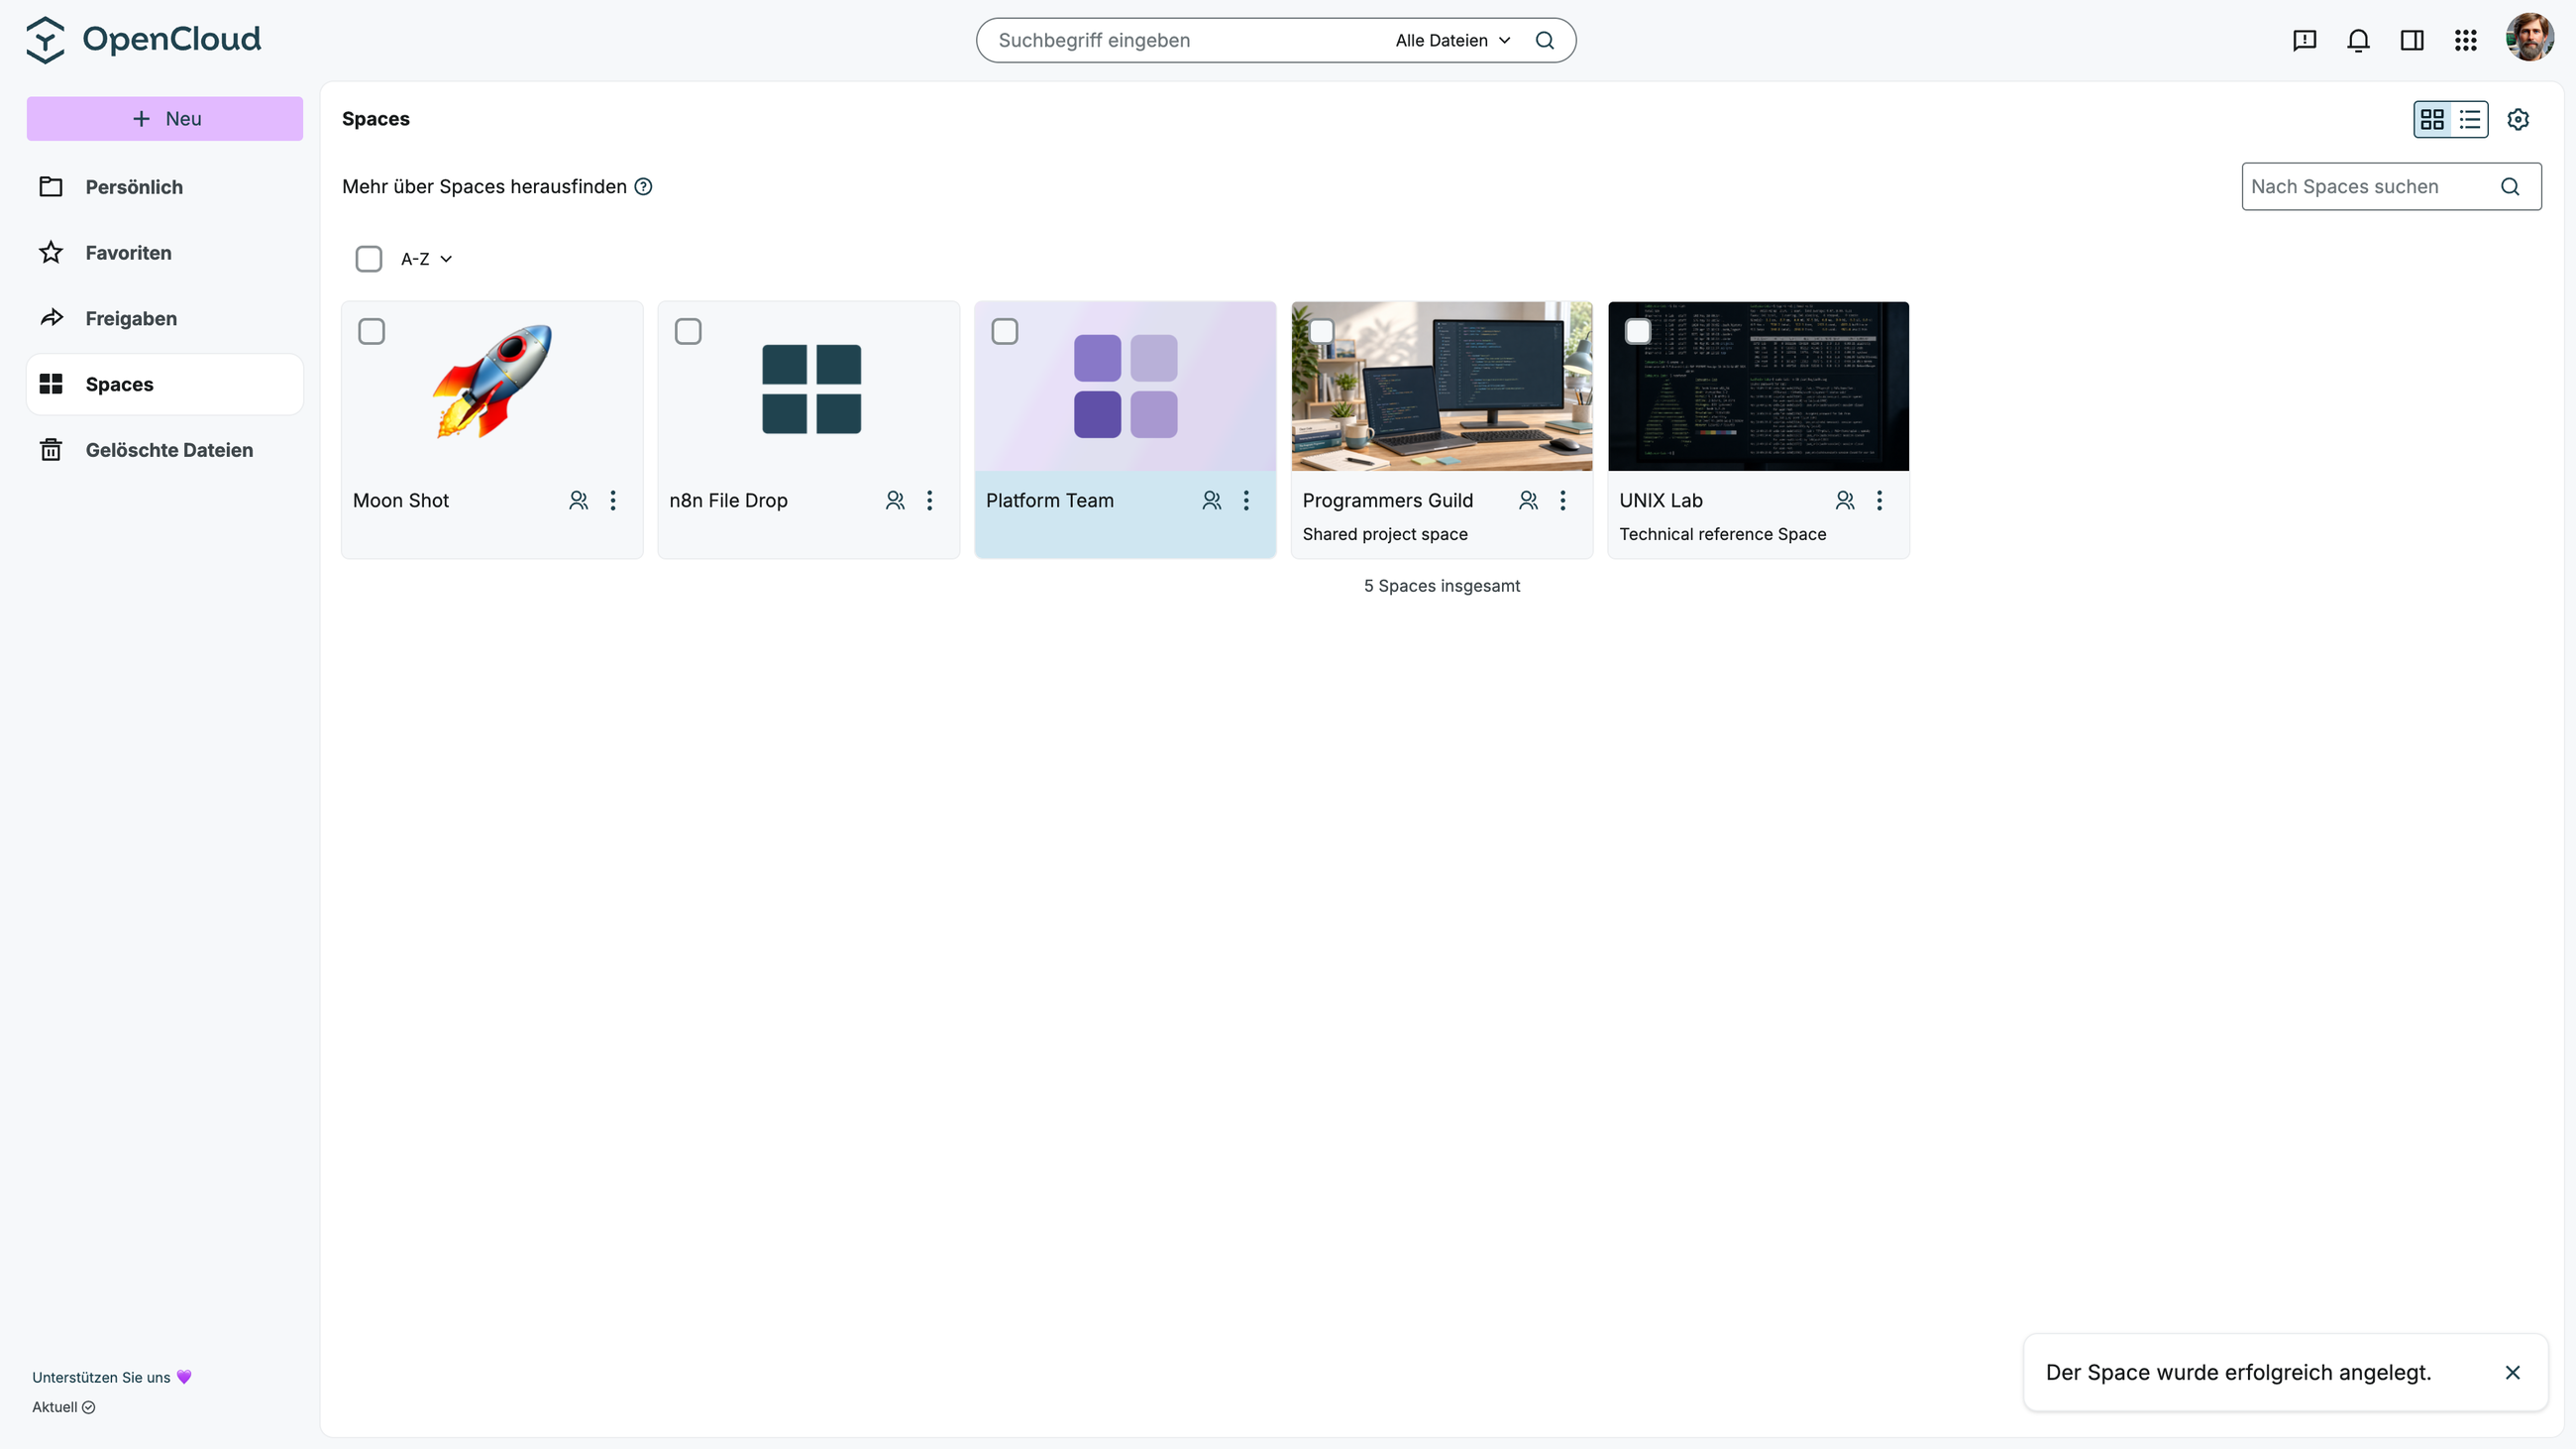 OpenCloud
Suchbegriff eingeben
Alle Dateien
Neu
Persönlich
Favoriten
Freigaben
Spaces
Gelöschte Dateien
Spaces
Mehr über Spaces herausfinden
Nach Spaces suchen
A-Z
Moon Shot
n8n File Drop
Platform Team
Programmers Guild
Shared project space
UNIX Lab
Technical reference Space
5 Spaces insgesamt
Unterstützen Sie uns 💜
Aktuell
Der Space wurde erfolgreich angelegt.